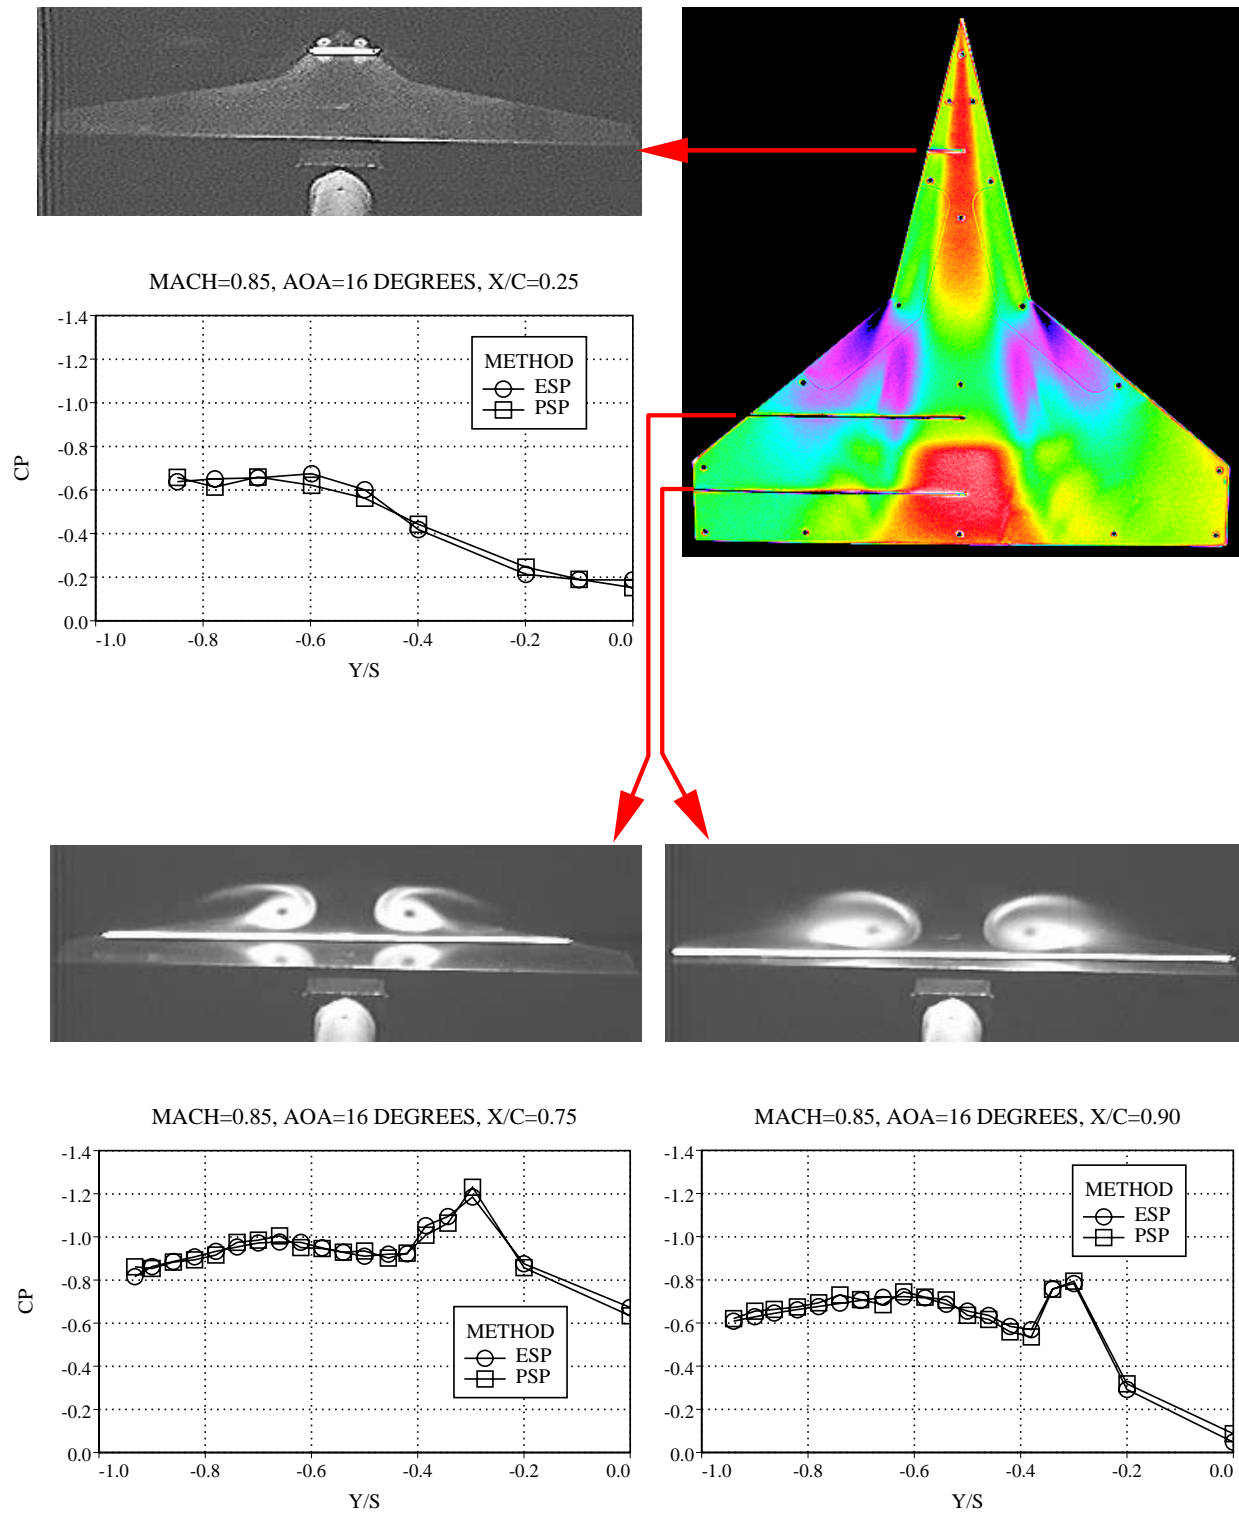 MACH=0.85, AOA=16 DEGREES, X/C=0.25
-1.4
-1.2
-1.0
-0.8
-0.6
-0.4
-0.2
0.0
CP
METHOD
ESP
PSP
-1.0 -0.8 -0.6 -0.4 -0.2 0.0
Y/S
MACH=0.85, AOA=16 DEGREES, X/C=0.75
-1.4
-1.2
-1.0
-0.8
-0.6
-0.4
-0.2
0.0
CP
METHOD
ESP
PSP
-1.0 -0.8 -0.6 -0.4 -0.2 0.0
Y/S
MACH=0.85, AOA=16 DEGREES, X/C=0.90
-1.4
-1.2
-1.0
-0.8
-0.6
-0.4
-0.2
0.0
METHOD
ESP
PSP
-1.0 -0.8 -0.6 -0.4 -0.2 0.0
Y/S